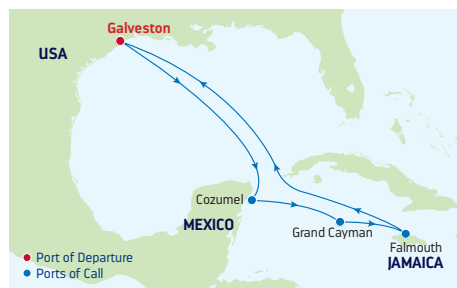 Galveston
USA
Cozumel
MEXICO
Grand Cayman
Falmouth
JAMAICA
Port of Departure
Ports of Call